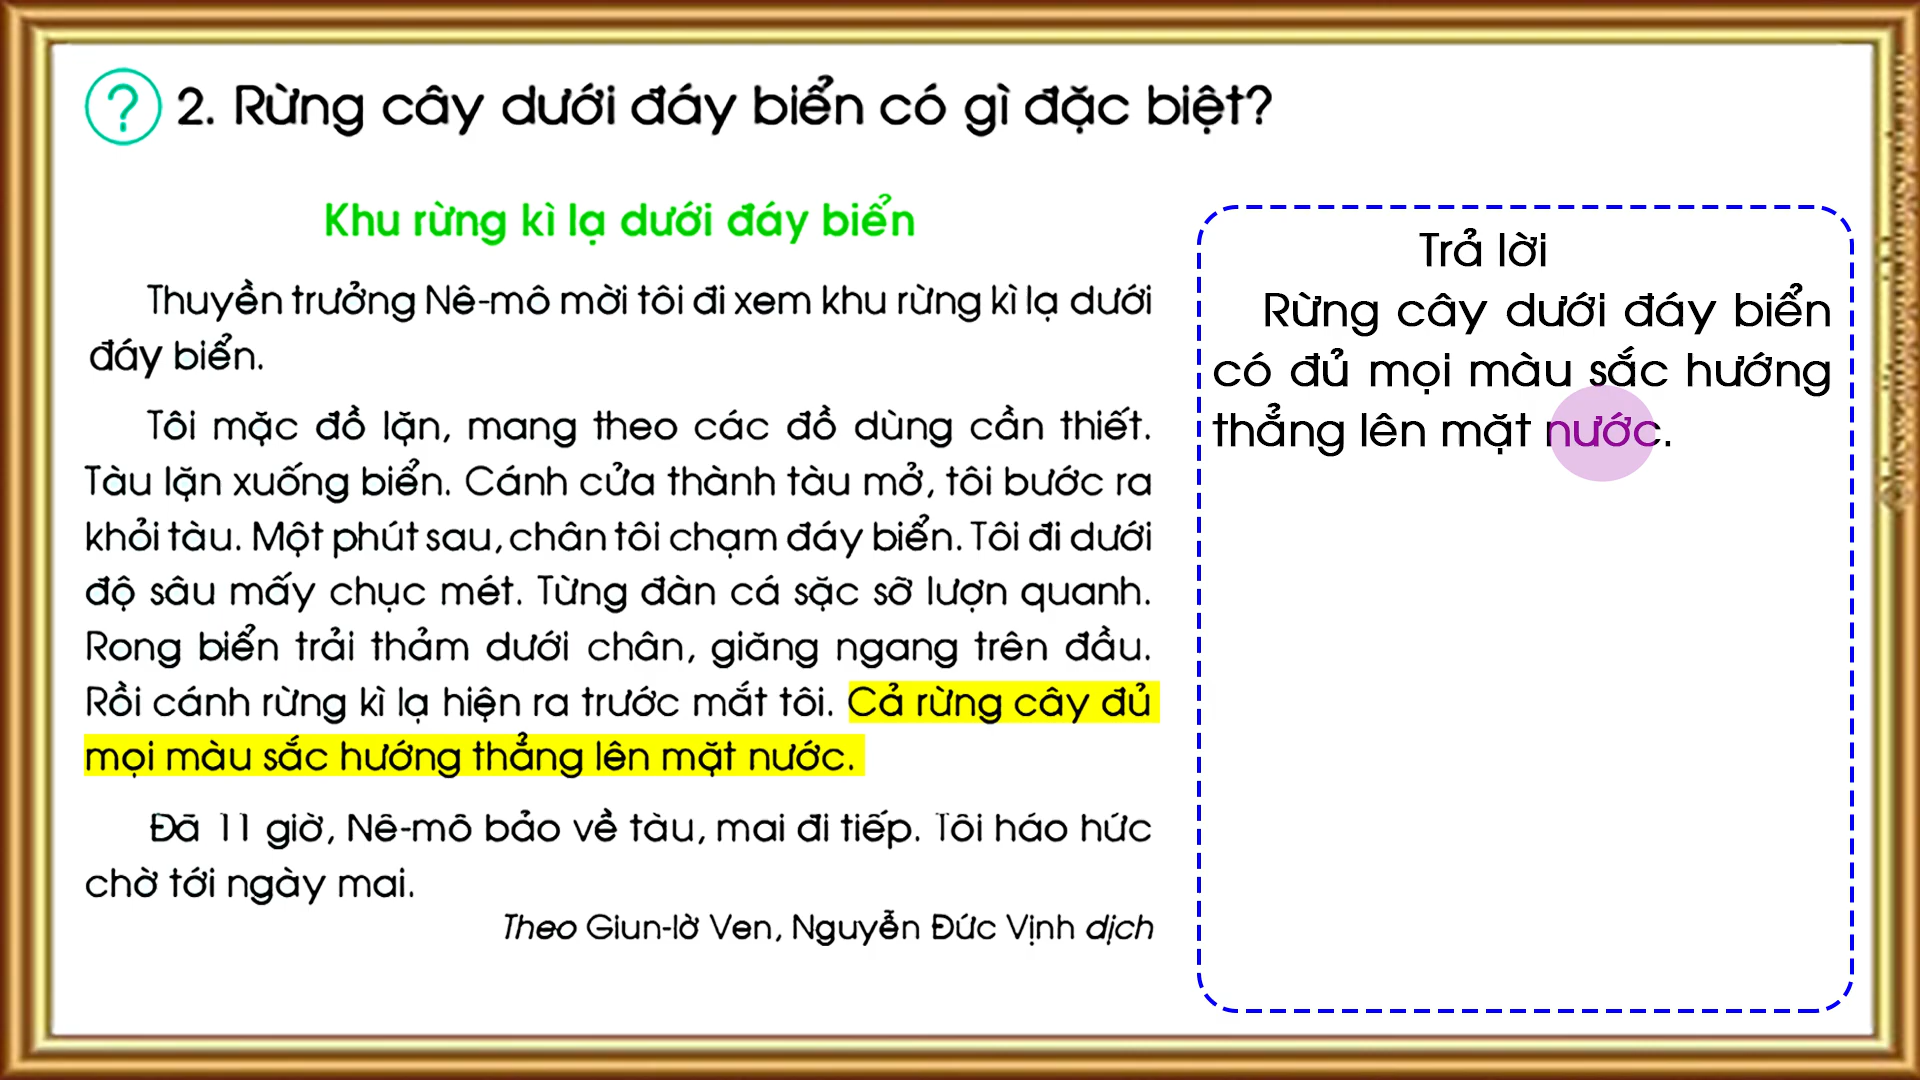 ? 2. Rừng cây dưới đáy biển có gì đặc biệt?
Khu rừng kì lạ dưới đáy biển
Thuyền trưởng Nê-mô mời tôi đi xem khu rừng kì lạ dưới
đáy biển.
Tôi mặc đồ lặn, mang theo các đồ dùng cần thiết.
Tàu lặn xuống biển. Cánh cửa thành tàu mở, tôi bước ra
khỏi tàu. Một phút sau, chân tôi chạm đáy biển. Tôi đi dưới
độ sâu mấy chục mét. Từng đàn cá sặc sỡ lượn quanh.
Rong biển trải thảm dưới chân, giăng ngang trên đầu.
Rồi cánh rừng kì lạ hiện ra trước mắt tôi. Cả rừng cây đủ
mọi màu sắc hướng thẳng lên mặt nước.
Đã 11 giờ, Nê-mô bảo về tàu, mai đi tiếp. Tôi háo hức
chờ tới ngày mai.
Theo Giun-lờ Ven, Nguyễn Đức Vịnh dịch
Trả lời
Rừng cây dưới đáy biển
có đủ mọi màu sắc hướng
thẳng lên mặt nước.